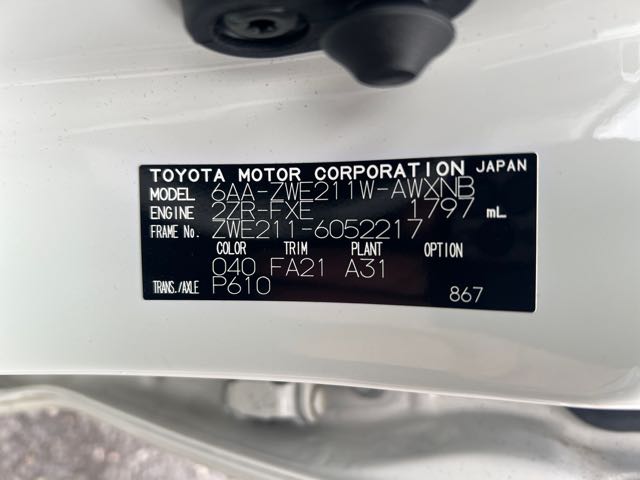 TOYOTA MOTOR CORPORATION JAPAN
MODEL 6AA-ZWE211W-AWXNB
ENGINE 2ZR-FXE 1797 mL
FRAME No. ZWE211-6052217
COLOR TRIM PLANT OPTION
040 FA21 A31
TRANS./AXLE P610
867